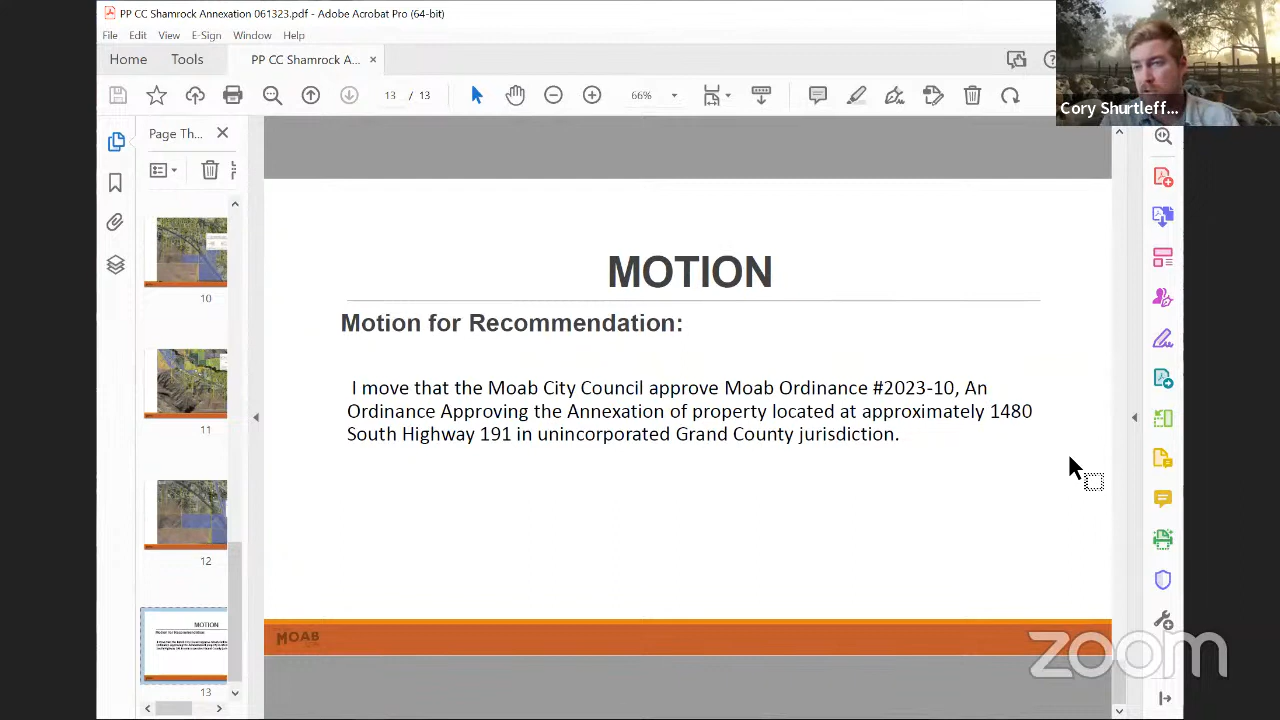 PP CC Shamrock Annexation 061323.pdf - Adobe Acrobat Pro (64-bit)
File Edit View E-Sign Window Help
Home Tools PP CC Shamrock A... ×
13 / 13 66%
Cory Shurtleff...
Page Th...
10
11
12
13
MOTION
Motion for Recommendation:
I move that the Moab City Council approve Moab Ordinance #2023-10, An
Ordinance Approving the Annexation of property located at approximately 1480
South Highway 191 in unincorporated Grand County jurisdiction.
MOAB
zoom